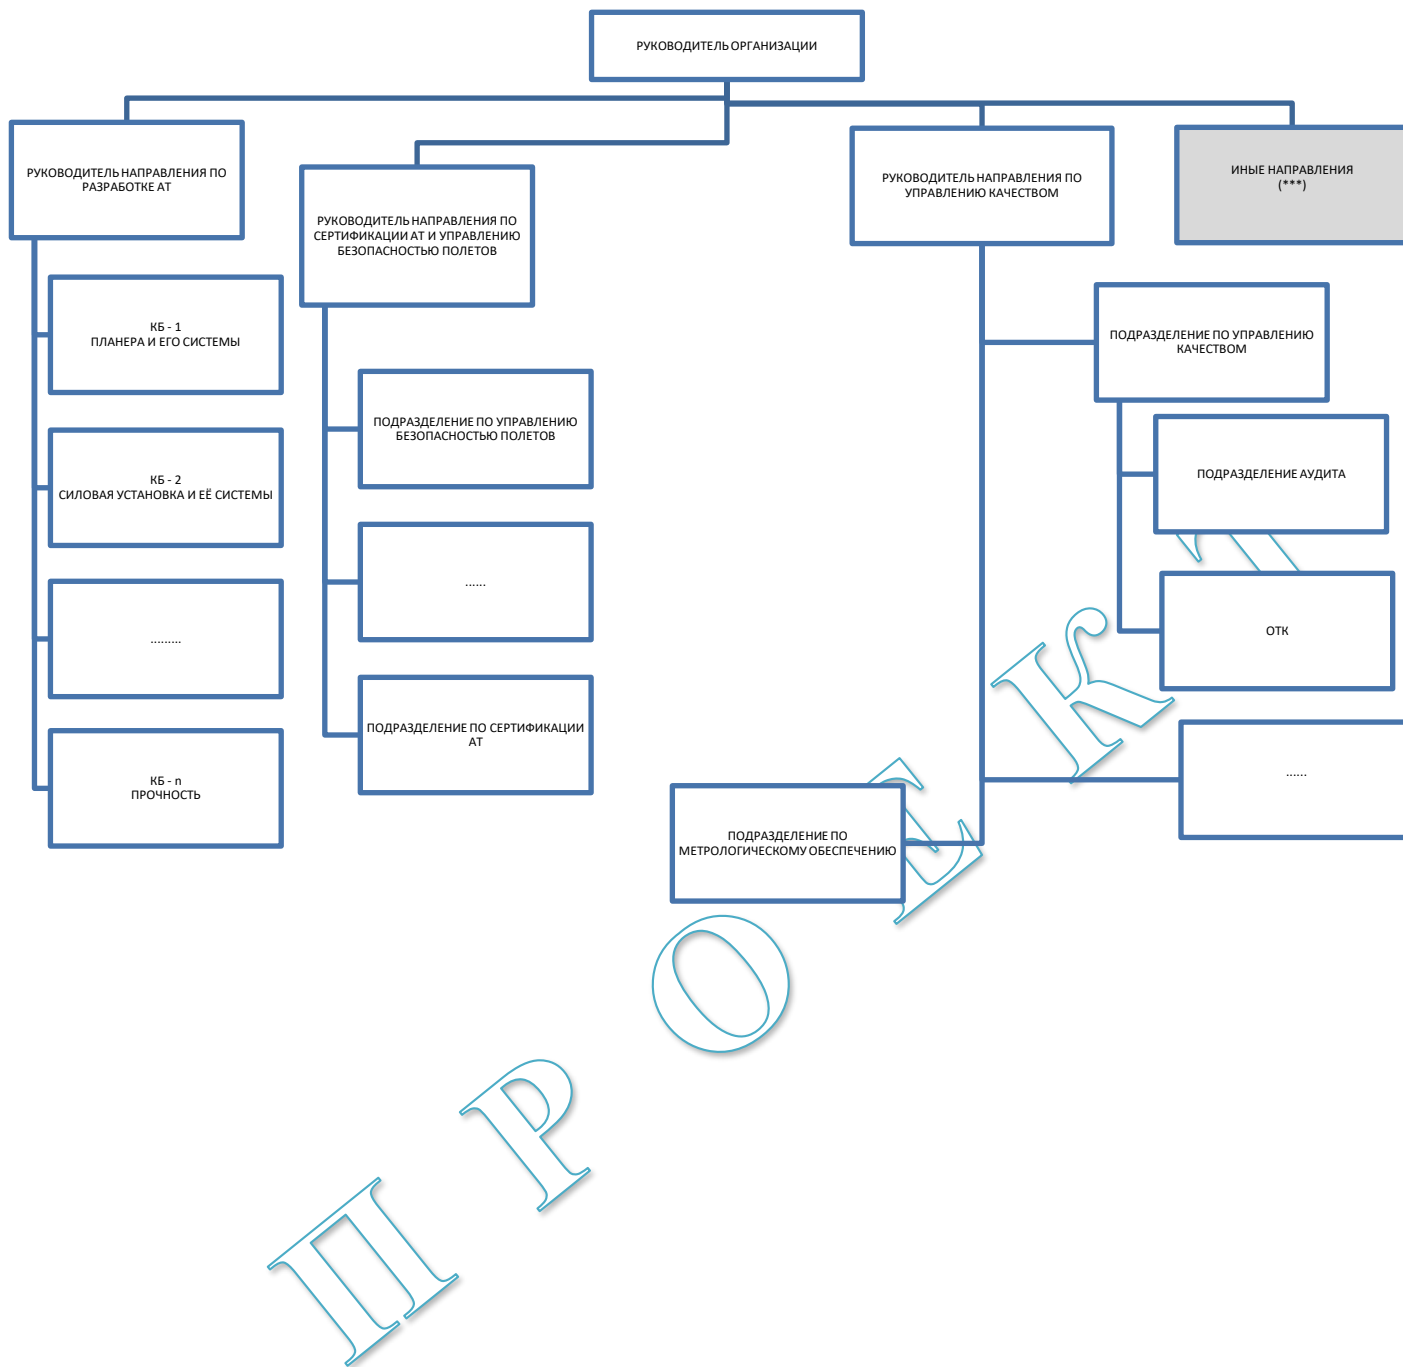 РУКОВОДИТЕЛЬ ОРГАНИЗАЦИИ
РУКОВОДИТЕЛЬ НАПРАВЛЕНИЯ ПО
РАЗРАБОТКЕ АТ
РУКОВОДИТЕЛЬ НАПРАВЛЕНИЯ ПО
СЕРТИФИКАЦИИ АТ И УПРАВЛЕНИЮ
БЕЗОПАСНОСТЬЮ ПОЛЕТОВ
РУКОВОДИТЕЛЬ НАПРАВЛЕНИЯ ПО
УПРАВЛЕНИЮ КАЧЕСТВОМ
ИНЫЕ НАПРАВЛЕНИЯ
(***)
КБ - 1
ПЛАНЕРА И ЕГО СИСТЕМЫ
КБ - 2
СИЛОВАЯ УСТАНОВКА И ЕЁ СИСТЕМЫ
.........
КБ - n
ПРОЧНОСТЬ
ПОДРАЗДЕЛЕНИЕ ПО УПРАВЛЕНИЮ
БЕЗОПАСНОСТЬЮ ПОЛЕТОВ
......
ПОДРАЗДЕЛЕНИЕ ПО СЕРТИФИКАЦИИ
АТ
ПОДРАЗДЕЛЕНИЕ ПО УПРАВЛЕНИЮ
КАЧЕСТВОМ
ПОДРАЗДЕЛЕНИЕ АУДИТА
ОТК
......
ПОДРАЗДЕЛЕНИЕ ПО
МЕТРОЛОГИЧЕСКОМУ ОБЕСПЕЧЕНИЮ
ПРОЕКТ